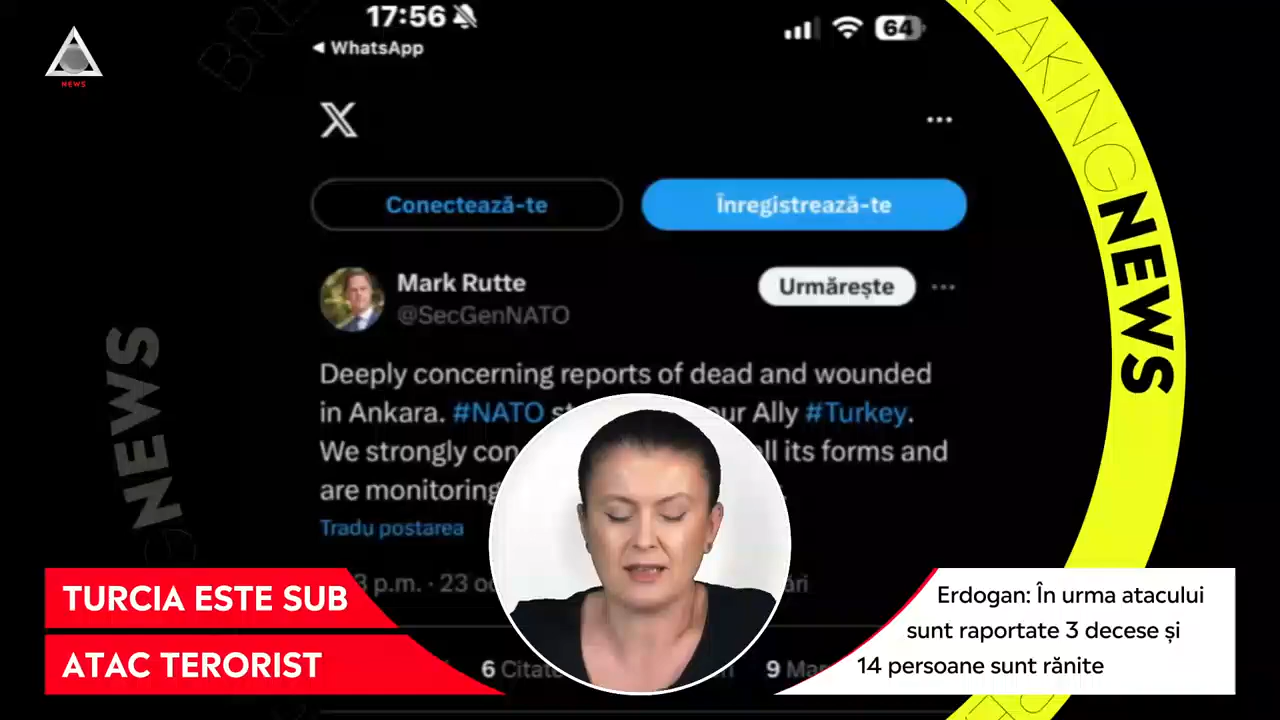 17:56
64
WhatsApp
NEWS
BREAKING NEWS
X
Conectează-te
Înregistrează-te
Mark Rutte
Urmărește
@SecGenNATO
Deeply concerning reports of dead and wounded
in Ankara. #NATO our Ally #Turkey.
We strongly all its forms and
are monitoring
Tradu postarea
NEWS
p.m. · 23
6
9
TURCIA ESTE SUB
ATAC TERORIST
Erdogan: În urma atacului
sunt raportate 3 decese și
14 persoane sunt rănite